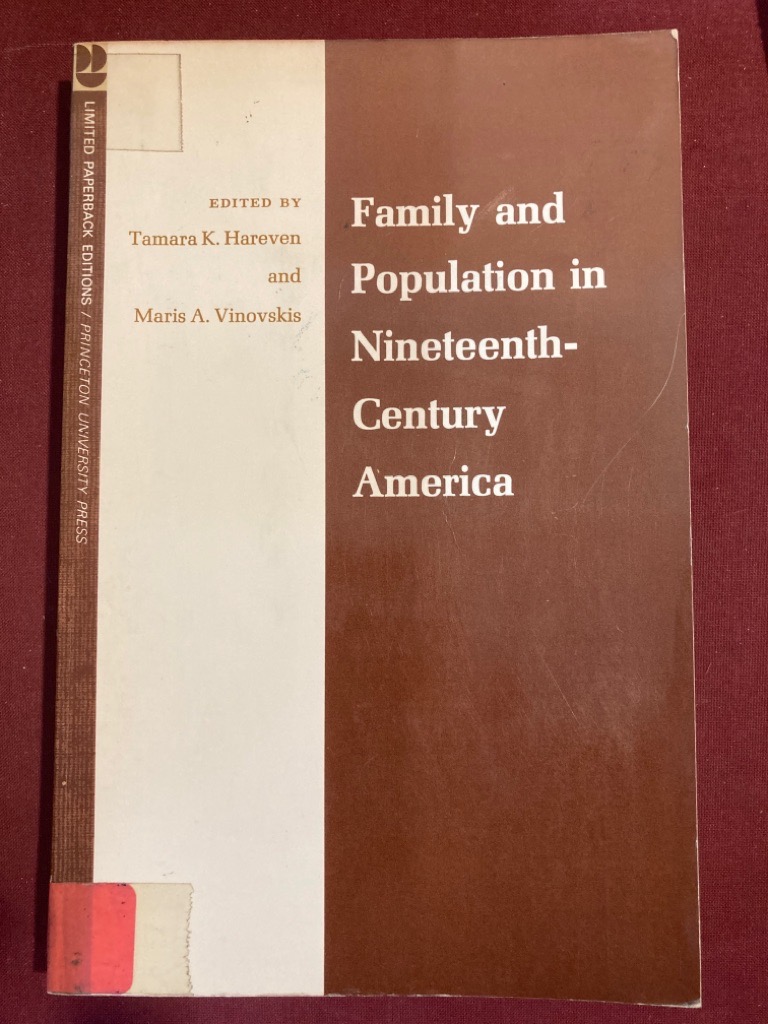 LIMITED PAPERBACK EDITIONS / PRINCETON UNIVERSITY PRESS
EDITED BY
Tamara K. Hareven
and
Maris A. Vinovskis
Family and
Population in
Nineteenth-
Century
America